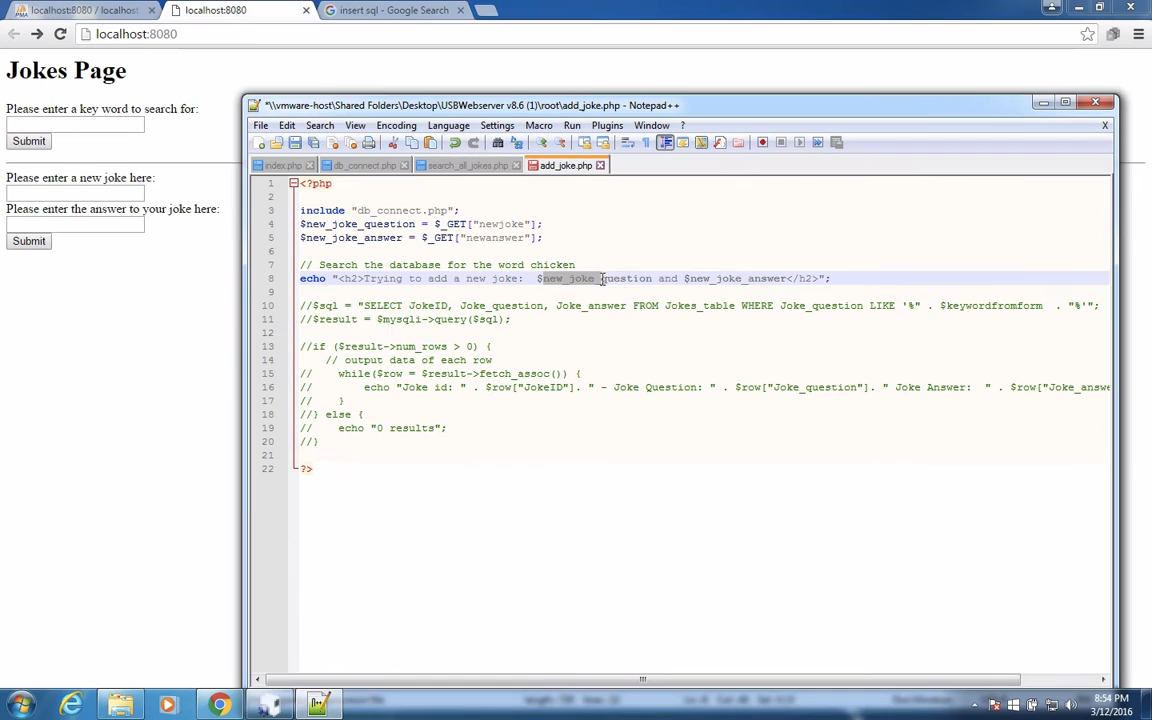 localhost:8080 / localhost
localhost:8080
insert sql - Google Search
localhost:8080
Jokes Page
Please enter a key word to search for:
Submit
Please enter a new joke here:
Please enter the answer to your joke here:
Submit
*\\vmware-host\Shared Folders\Desktop\USBWebserver v8.6 (1)\root\add_joke.php - Notepad++
File Edit Search View Encoding Language Settings Macro Run Plugins Window ? X
index.php db_connect.php search_all_jokes.php add_joke.php
1 <?php
2
3 include "db_connect.php";
4 $new_joke_question = $_GET["newjoke"];
5 $new_joke_answer = $_GET["newanswer"];
6
7 // Search the database for the word chicken
8 echo "<h2>Trying to add a new joke:  $new_joke_question and $new_joke_answer</h2>";
9
10 //$sql = "SELECT JokeID, Joke_question, Joke_answer FROM Jokes_table WHERE Joke_question LIKE '%" . $keywordfromform  . "%'";
11 //$result = $mysqli->query($sql);
12
13 //if ($result->num_rows > 0) {
14 // output data of each row
15 // while($row = $result->fetch_assoc()) {
16 // echo "Joke id: " . $row["JokeID"]. " - Joke Question: " . $row["Joke_question"]. " Joke Answer:  " . $row["Joke_answe
17 // }
18 //} else {
19 // echo "0 results";
20 //}
21
22 ?>
8:54 PM
3/12/2016